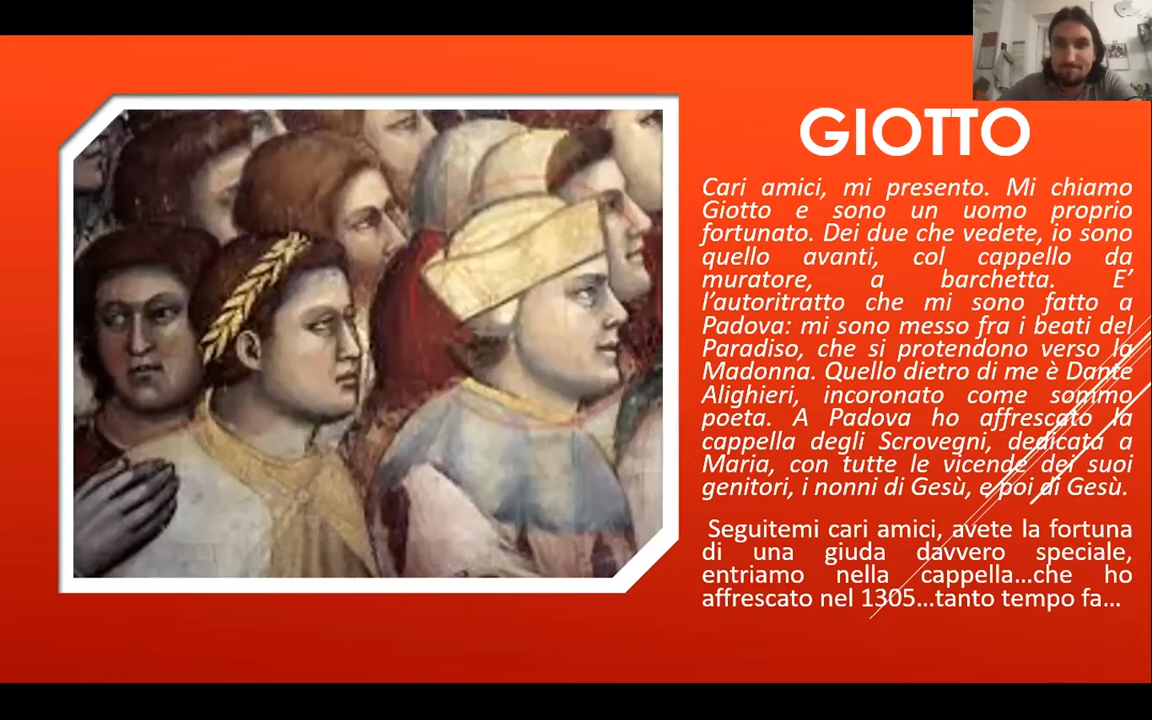 GIOTTO
Cari amici, mi presento. Mi chiamo
Giotto e sono un uomo proprio
fortunato. Dei due che vedete, io sono
quello avanti, col cappello da
muratore, a barchetta. E’
l’autoritratto che mi sono fatto a
Padova: mi sono messo fra i beati del
Paradiso, che si protendono verso la
Madonna. Quello dietro di me è Dante
Alighieri, incoronato come sommo
poeta. A Padova ho affrescato la
cappella degli Scrovegni, dedicata a
Maria, con tutte le vicende dei suoi
genitori, i nonni di Gesù, e poi di Gesù.
Seguitemi cari amici, avete la fortuna
di una giuda davvero speciale,
entriamo nella cappella…che ho
affrescato nel 1305…tanto tempo fa…